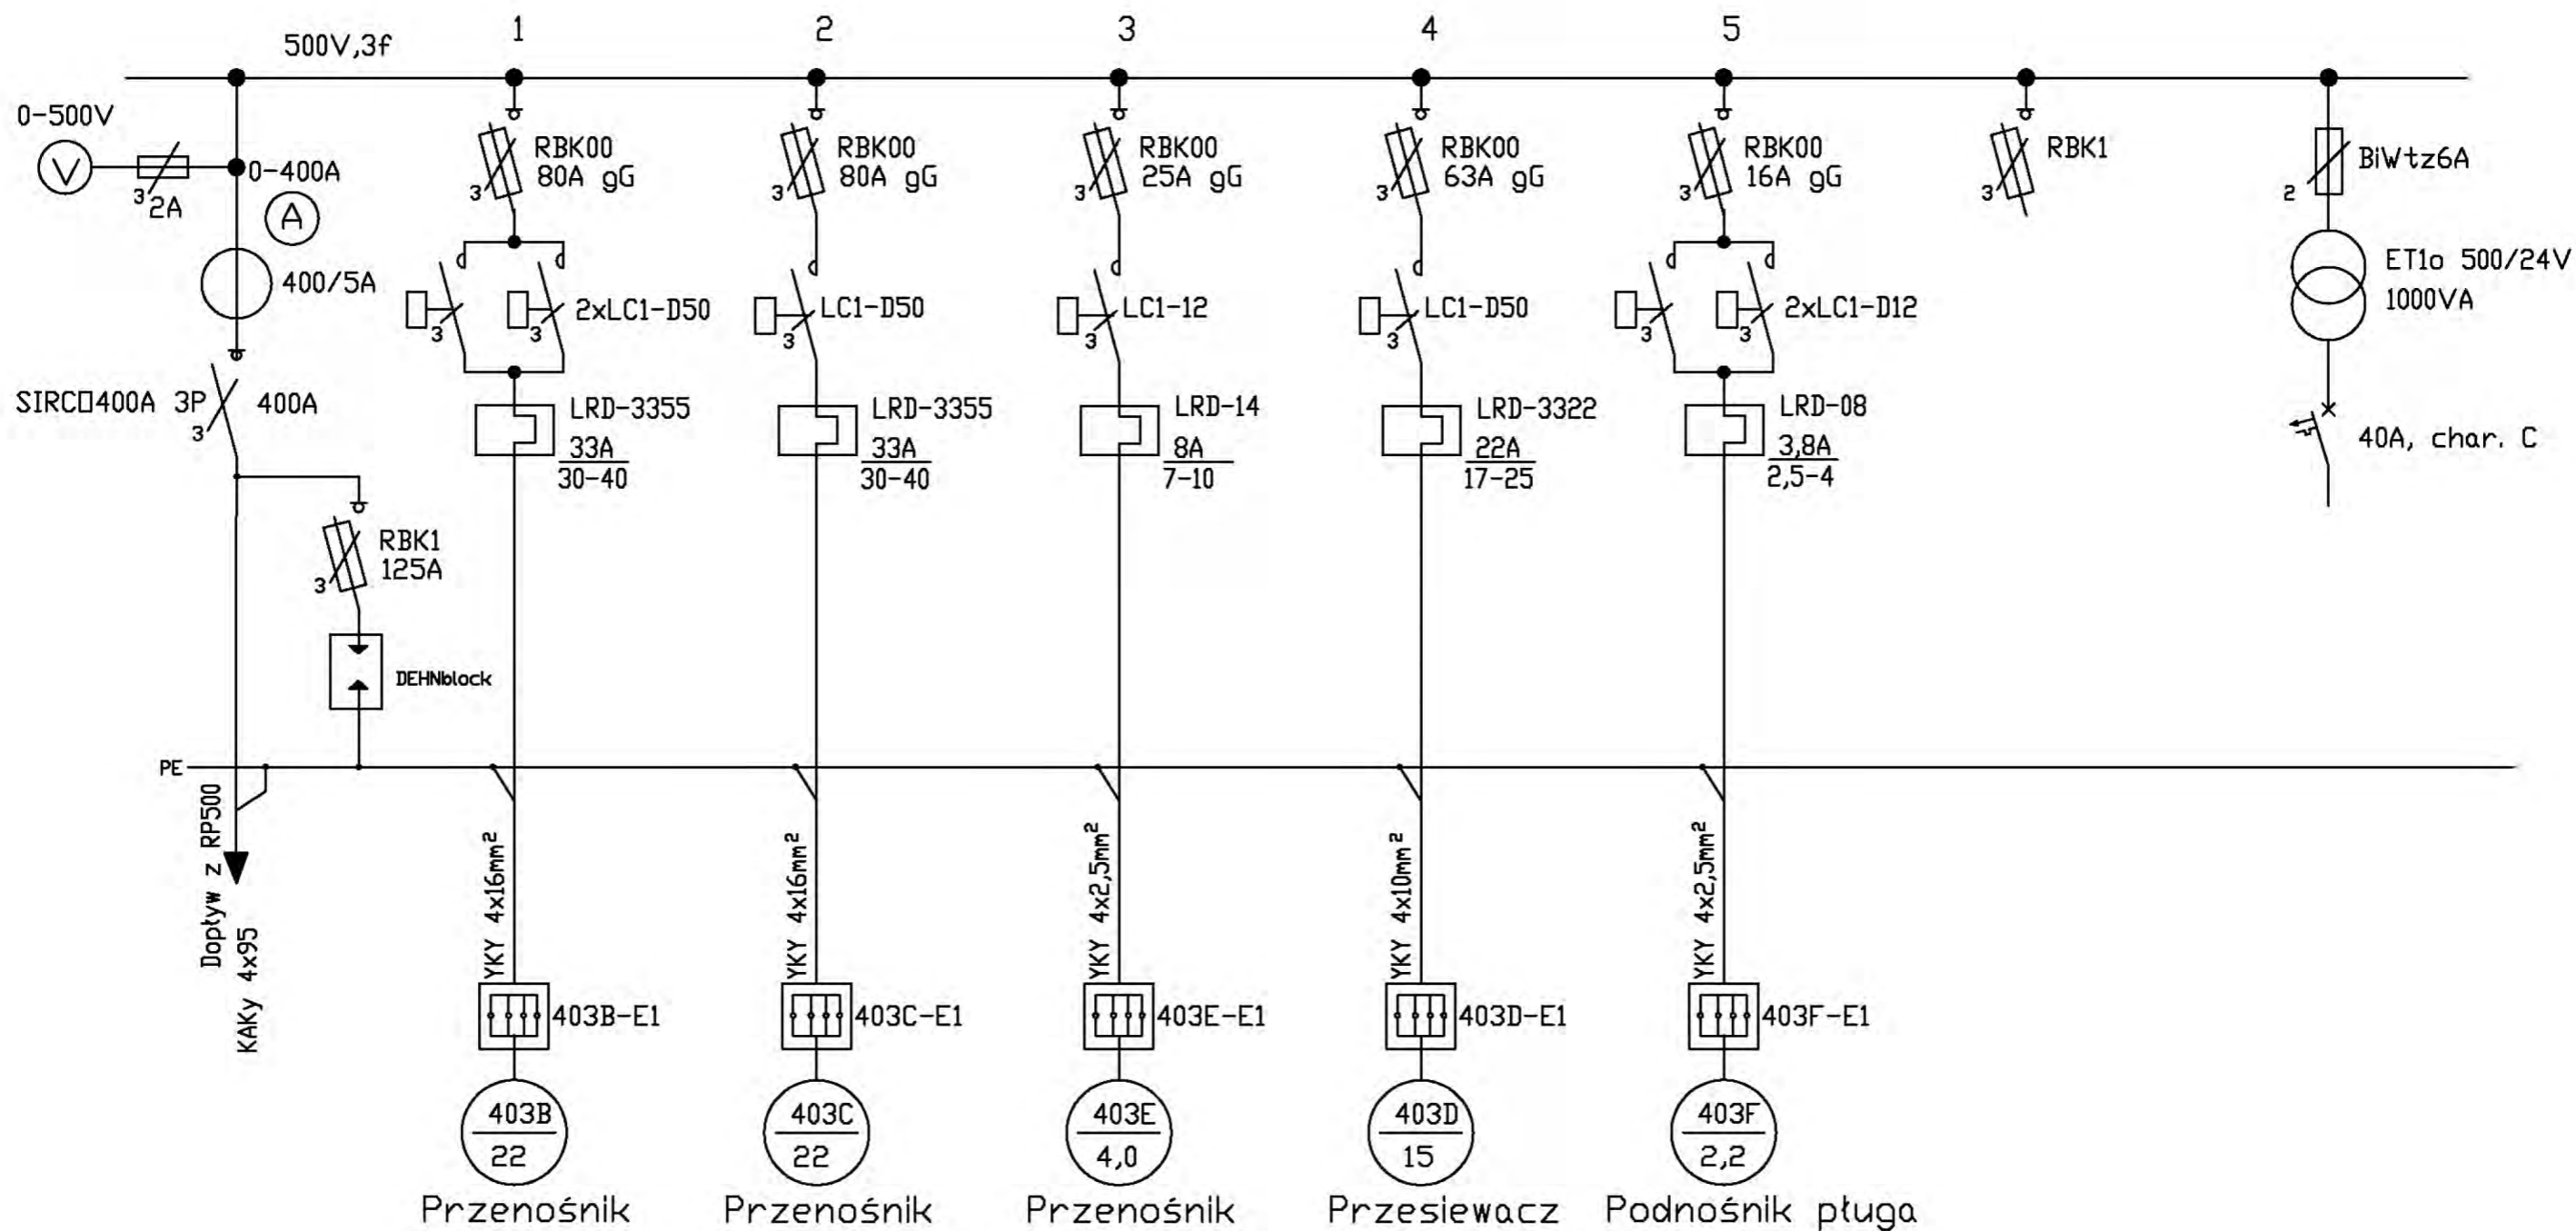 1
2
3
4
5
500V,3f
0-500V
V
3
2A
0-400A
A
400/5A
SIRCO400A 3P
3
400A
RBK1
125A
3
DEHNblock
PE
Dopływ z RP500
KAKy 4x95
RBK00
80A gG
3
3
3
2xLC1-D50
LRD-3355
33A
30-40
YKY 4x16mm²
403B-E1
403B
22
Przenośnik
RBK00
80A gG
3
3
LC1-D50
LRD-3355
33A
30-40
YKY 4x16mm²
403C-E1
403C
22
Przenośnik
RBK00
25A gG
3
3
LC1-12
LRD-14
8A
7-10
YKY 4x2,5mm²
403E-E1
403E
4,0
Przenośnik
RBK00
63A gG
3
3
LC1-D50
LRD-3322
22A
17-25
YKY 4x10mm²
403D-E1
403D
15
Przesiewacz
RBK00
16A gG
3
3
3
2xLC1-D12
LRD-08
3,8A
2,5-4
YKY 4x2,5mm²
403F-E1
403F
2,2
Podnośnik pługa
RBK1
3
BiWtz6A
2
ET1o 500/24V
1000VA
40A, char. C